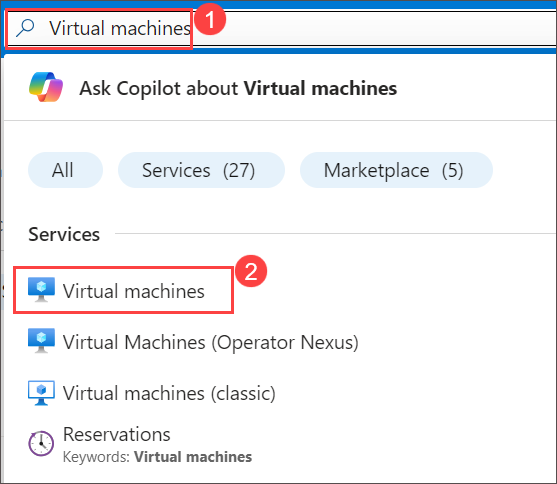 Virtual machines
1
Ask Copilot about Virtual machines
All
Services (27)
Marketplace (5)
Services
2
Virtual machines
Virtual Machines (Operator Nexus)
Virtual machines (classic)
Reservations
Keywords: Virtual machines